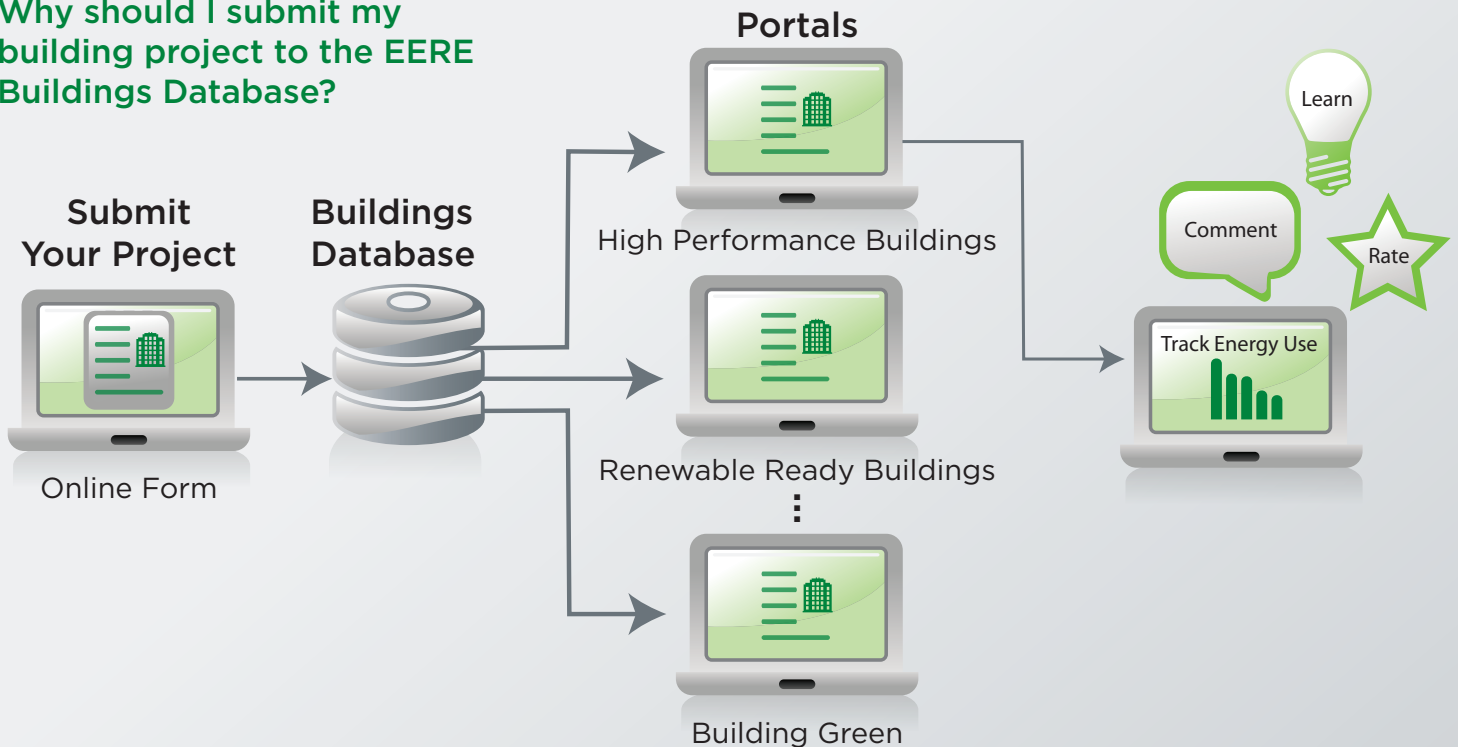 Why should I submit my
building project to the EERE
Buildings Database?
Submit
Your Project
Online Form
Buildings
Database
Portals
High Performance Buildings
Renewable Ready Buildings
Building Green
Learn
Comment
Rate
Track Energy Use